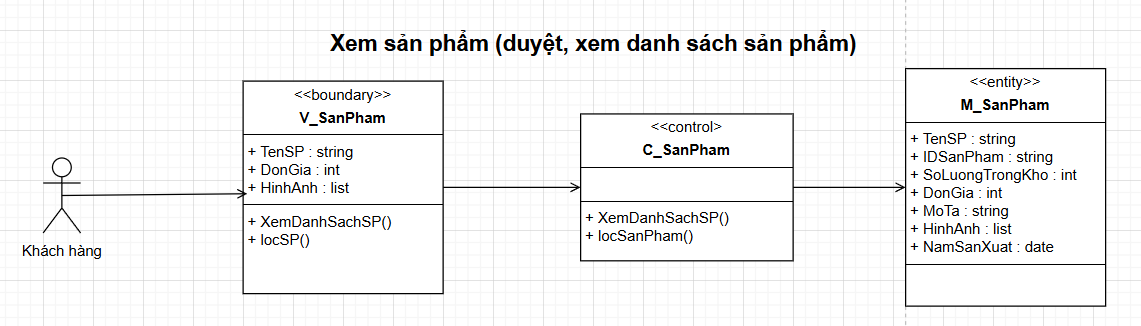 Xem sản phẩm (duyệt, xem danh sách sản phẩm)
<<boundary>>
V_SanPham
+ TenSP : string
+ DonGia : int
+ HinhAnh : list
+ XemDanhSachSP()
+ locSP()
Khách hàng
<<control>
C_SanPham
+ XemDanhSachSP()
+ locSanPham()
<<entity>>
M_SanPham
+ TenSP : string
+ IDSanPham : string
+ SoLuongTrongKho : int
+ DonGia : int
+ MoTa : string
+ HinhAnh : list
+ NamSanXuat : date